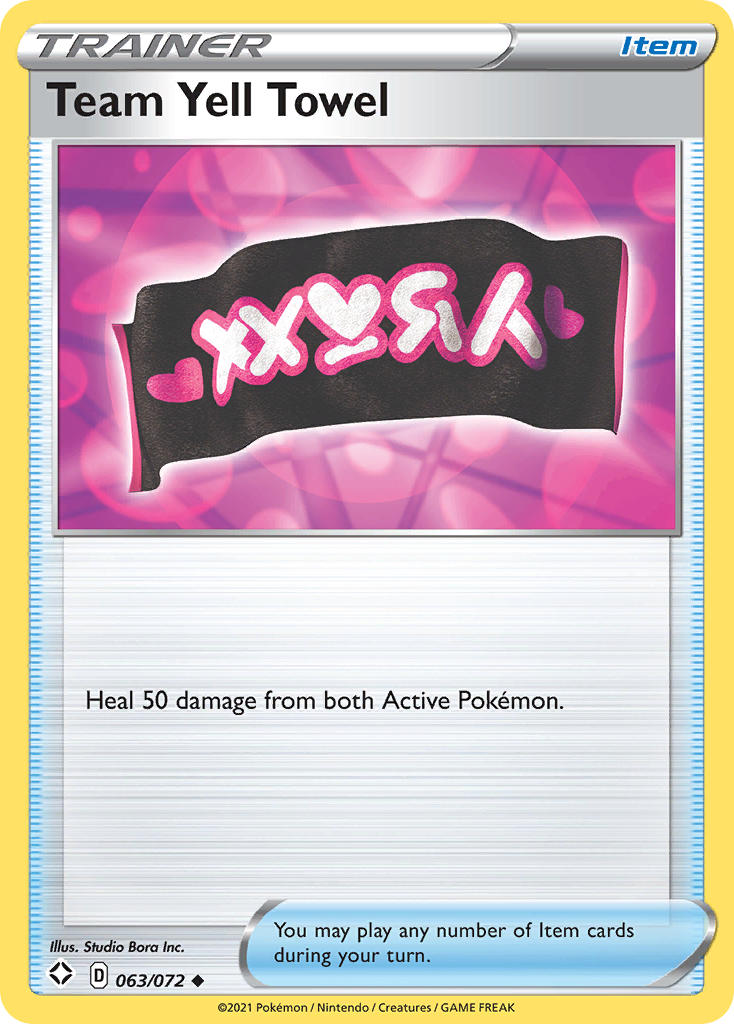 TRAINER
Item
Team Yell Towel
Heal 50 damage from both Active Pokémon.
You may play any number of Item cards
during your turn.
Illus. Studio Bora Inc.
D 063/072
©2021 Pokémon / Nintendo / Creatures / GAME FREAK